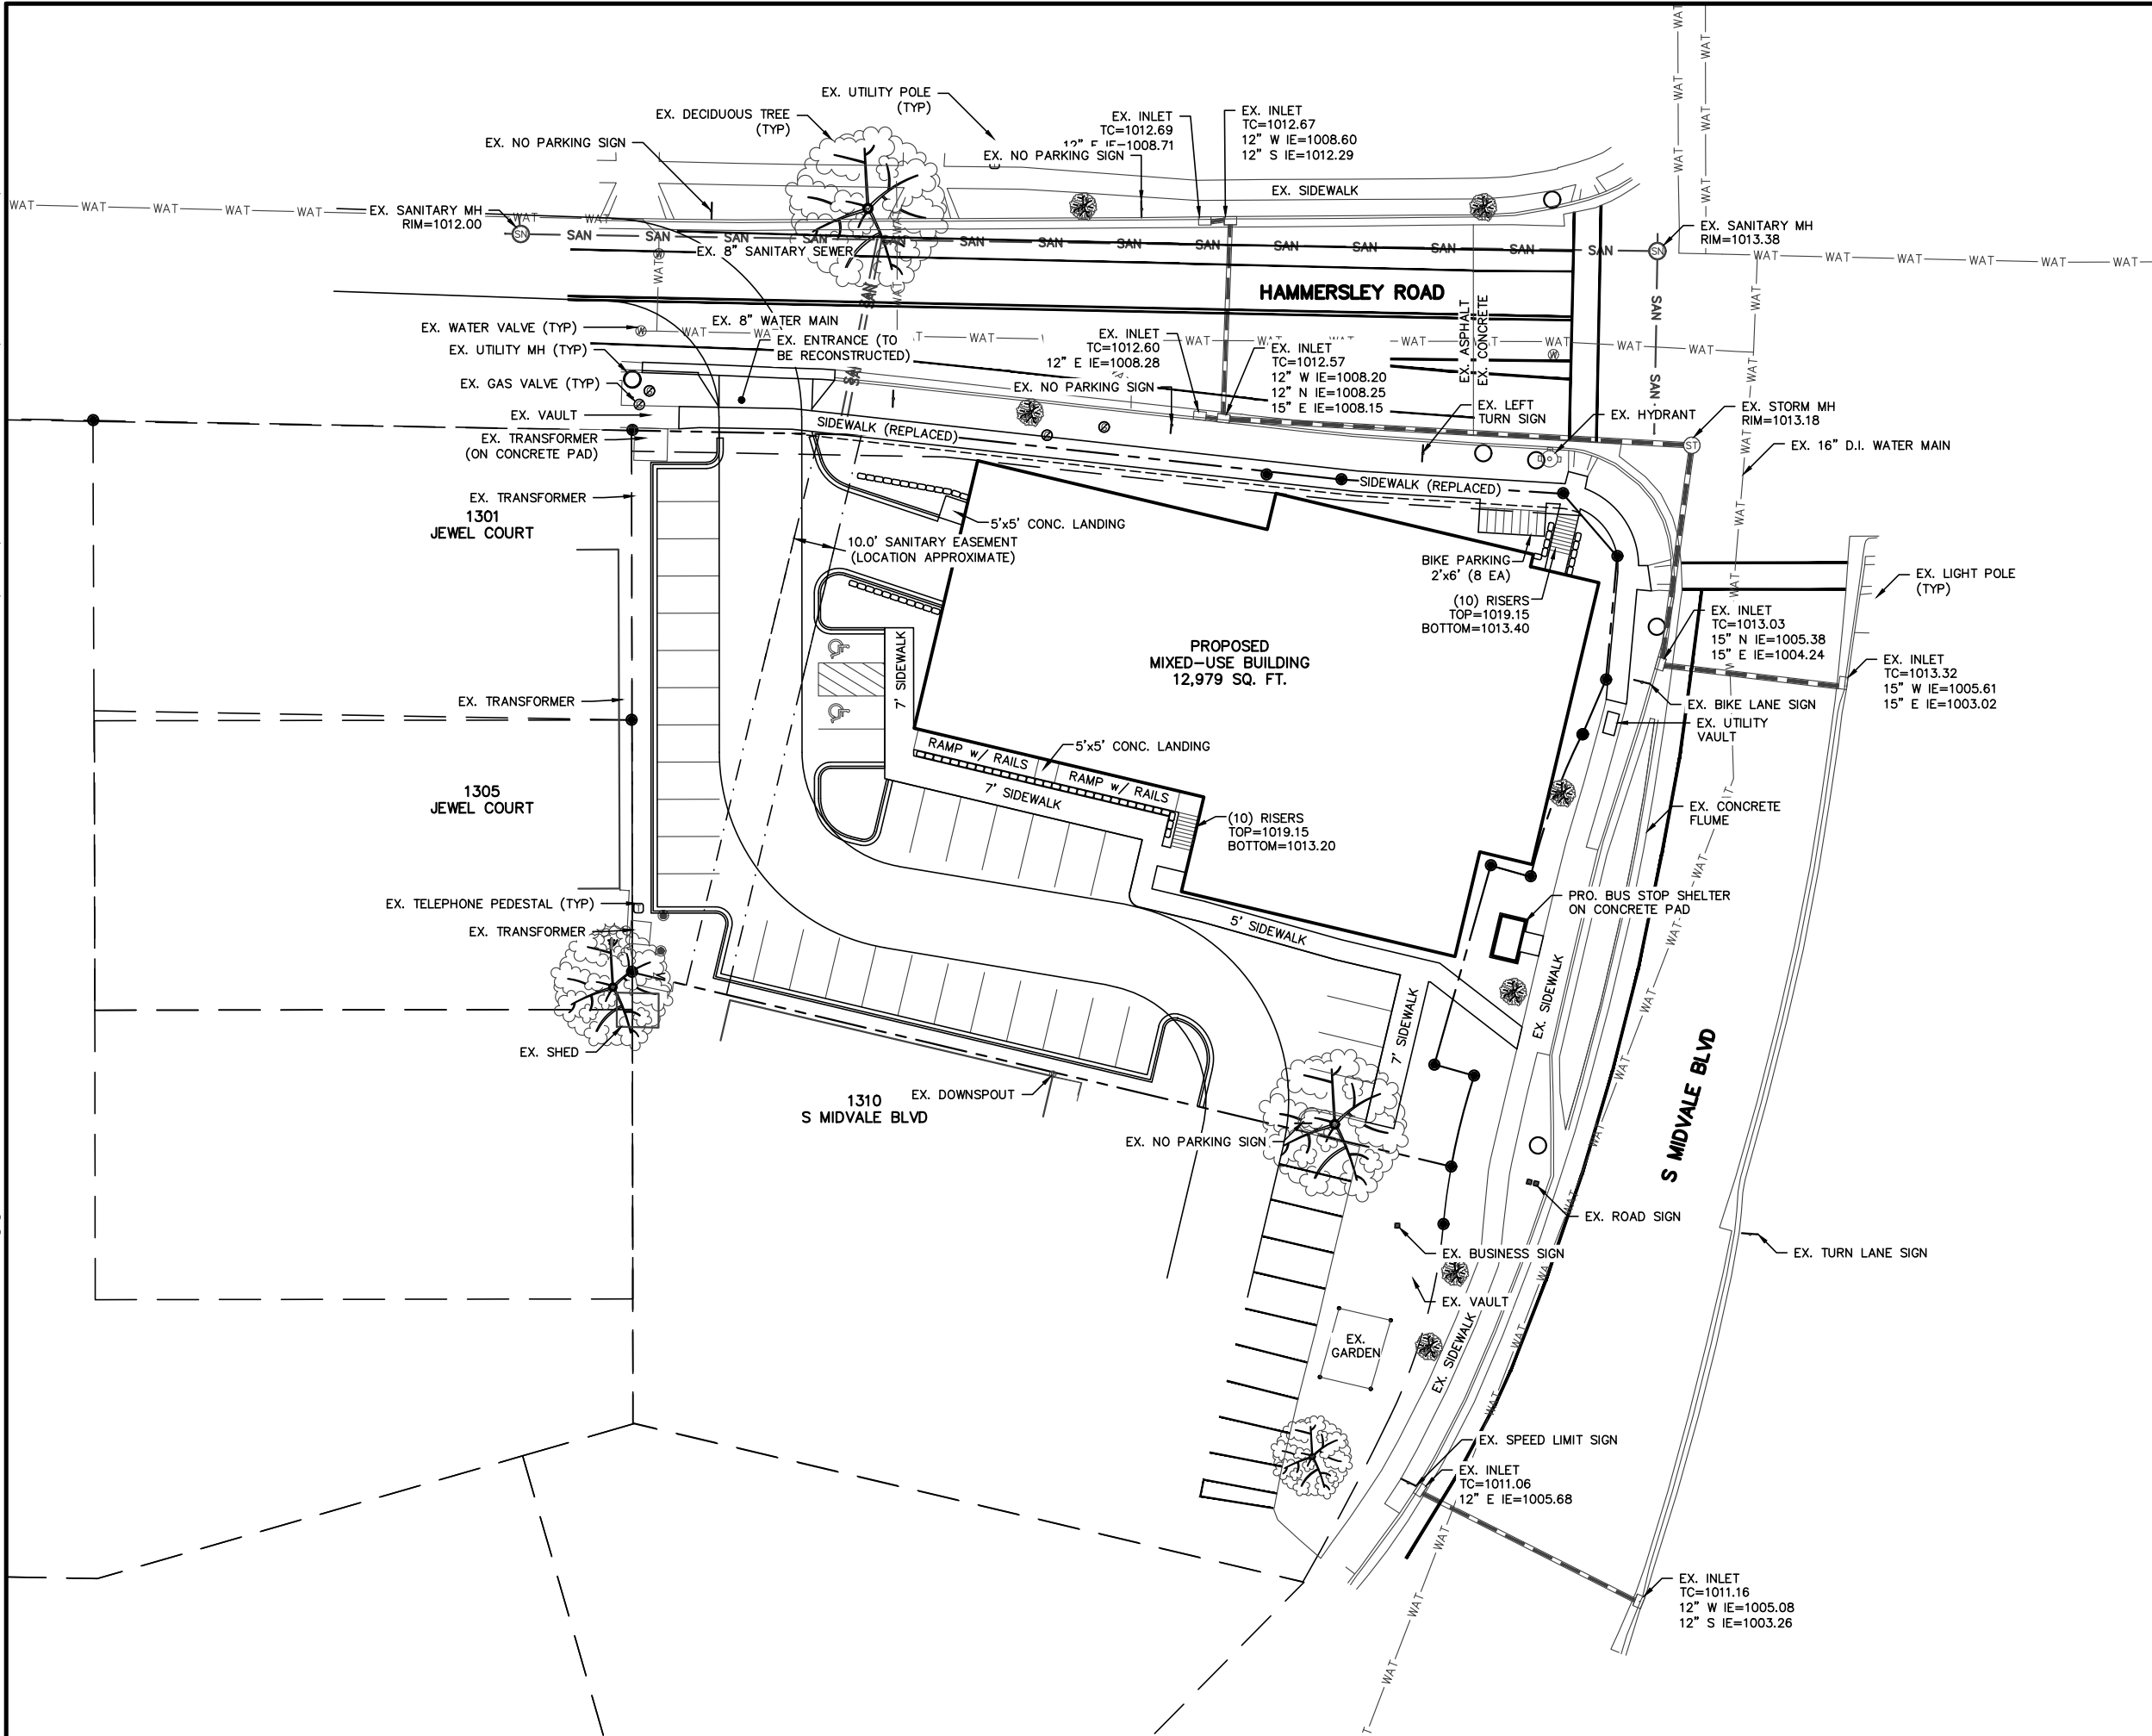 EX. UTILITY POLE
(TYP)
EX. DECIDUOUS TREE
(TYP)
EX. NO PARKING SIGN
EX. INLET
TC=1012.69
12" E IE=1008.71
EX. NO PARKING SIGN
EX. INLET
TC=1012.67
12" W IE=1008.60
12" S IE=1012.29
EX. SIDEWALK
EX. SANITARY MH
RIM=1012.00
EX. SANITARY MH
RIM=1013.38
EX. 8" SANITARY SEWER
HAMMERSLEY ROAD
EX. ASPHALT
EX. CONCRETE
EX. WATER VALVE (TYP)
EX. 8" WATER MAIN
EX. ENTRANCE (TO
BE RECONSTRUCTED)
EX. UTILITY MH (TYP)
EX. GAS VALVE (TYP)
EX. VAULT
EX. TRANSFORMER
(ON CONCRETE PAD)
EX. INLET
TC=1012.60
12" E IE=1008.28
EX. NO PARKING SIGN
EX. INLET
TC=1012.57
12" W IE=1008.20
12" N IE=1008.25
15" E IE=1008.15
EX. LEFT
TURN SIGN
EX. HYDRANT
EX. STORM MH
RIM=1013.18
EX. 16" D.I. WATER MAIN
SIDEWALK (REPLACED)
SIDEWALK (REPLACED)
EX. TRANSFORMER
1301
JEWEL COURT
5'x5' CONC. LANDING
10.0' SANITARY EASEMENT
(LOCATION APPROXIMATE)
BIKE PARKING
2'x6' (8 EA)
(10) RISERS
TOP=1019.15
BOTTOM=1013.40
EX. LIGHT POLE
(TYP)
EX. INLET
TC=1013.03
15" N IE=1005.38
15" E IE=1004.24
EX. INLET
TC=1013.32
15" W IE=1005.61
15" E IE=1003.02
PROPOSED
MIXED-USE BUILDING
12,979 SQ. FT.
7' SIDEWALK
EX. TRANSFORMER
EX. BIKE LANE SIGN
EX. UTILITY
VAULT
RAMP w/ RAILS
5'x5' CONC. LANDING
RAMP w/ RAILS
7' SIDEWALK
1305
JEWEL COURT
(10) RISERS
TOP=1019.15
BOTTOM=1013.20
EX. CONCRETE
FLUME
EX. TELEPHONE PEDESTAL (TYP)
EX. TRANSFORMER
PRO. BUS STOP SHELTER
ON CONCRETE PAD
5' SIDEWALK
EX. SIDEWALK
7' SIDEWALK
EX. SHED
1310
S MIDVALE BLVD
EX. DOWNSPOUT
EX. NO PARKING SIGN
S MIDVALE BLVD
EX. ROAD SIGN
EX. BUSINESS SIGN
EX. TURN LANE SIGN
EX. VAULT
EX.
GARDEN
EX. SIDEWALK
EX. SPEED LIMIT SIGN
EX. INLET
TC=1011.06
12" E IE=1005.68
EX. INLET
TC=1011.16
12" W IE=1005.08
12" S IE=1003.26